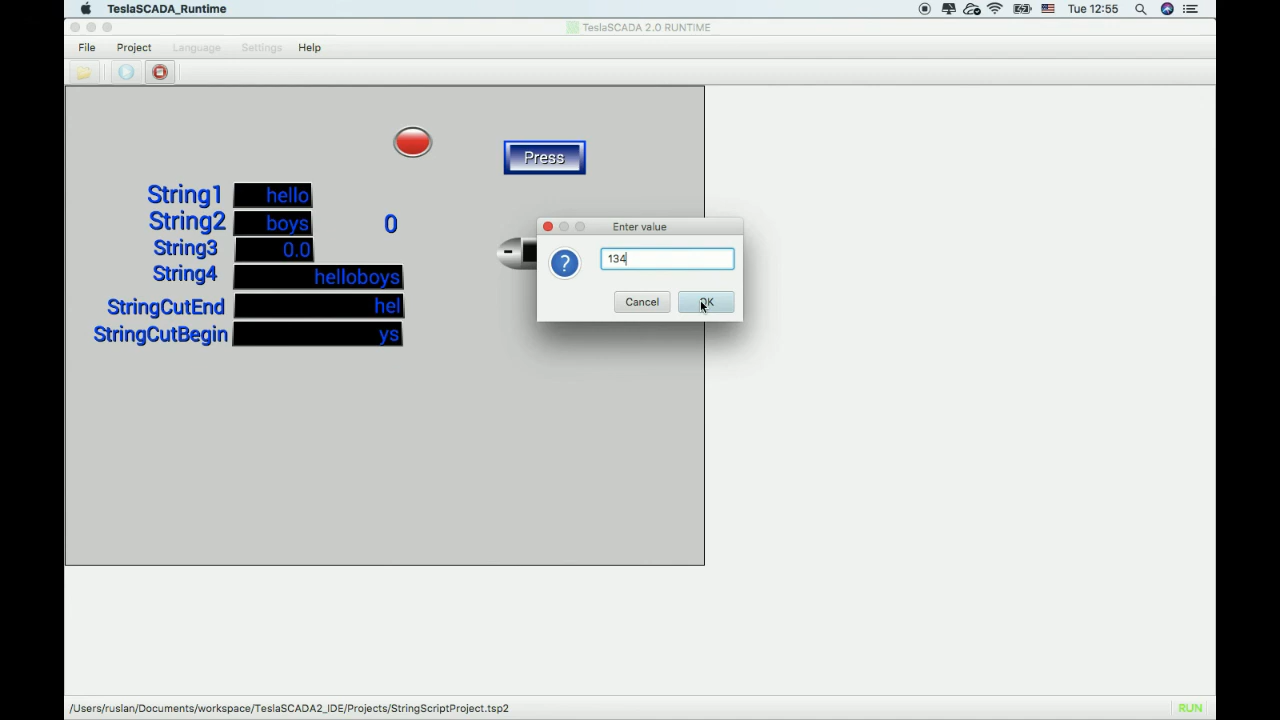 TeslaSCADA_Runtime
Tue 12:55
TeslaSCADA 2.0 RUNTIME
File Project Language Settings Help
Press
String1 hello
String2 boys 0
String3 0.0
String4 helloboys
StringCutEnd hel
StringCutBegin ys
-
Enter value
?
134
Cancel OK
/Users/ruslan/Documents/workspace/TeslaSCADA2_IDE/Projects/StringScriptProject.tsp2
RUN